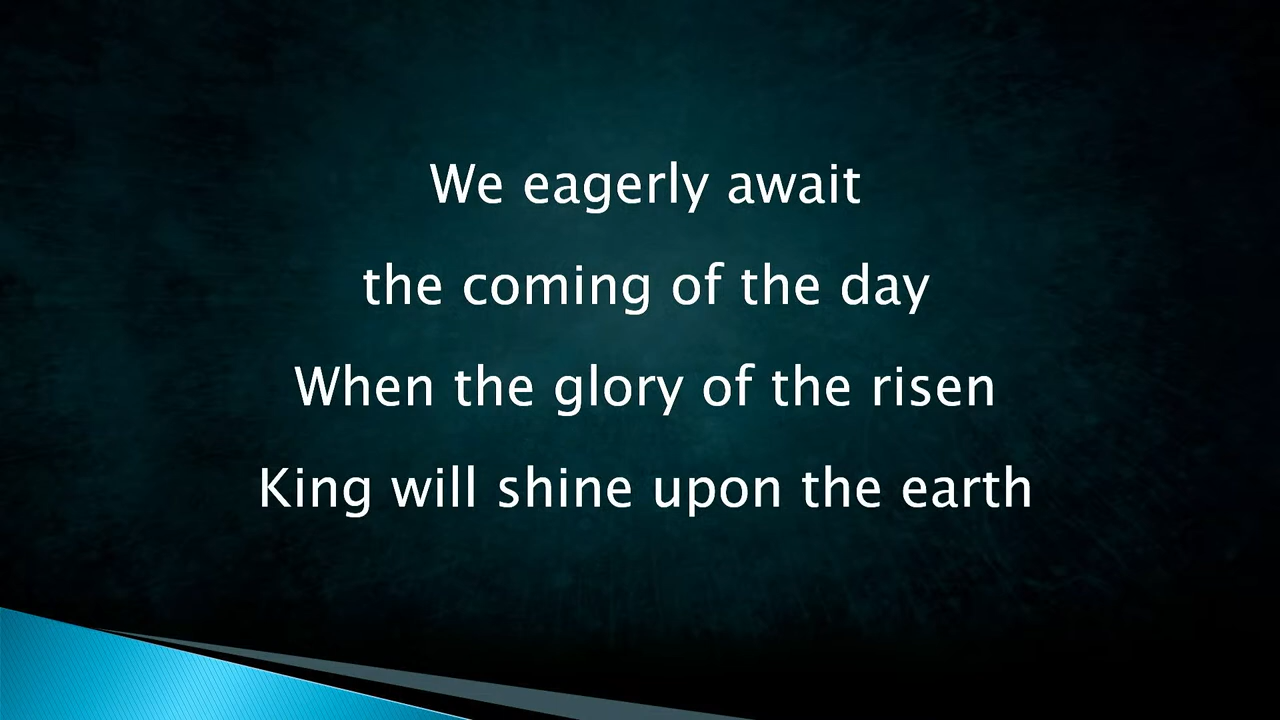 We eagerly await
the coming of the day
When the glory of the risen
King will shine upon the earth